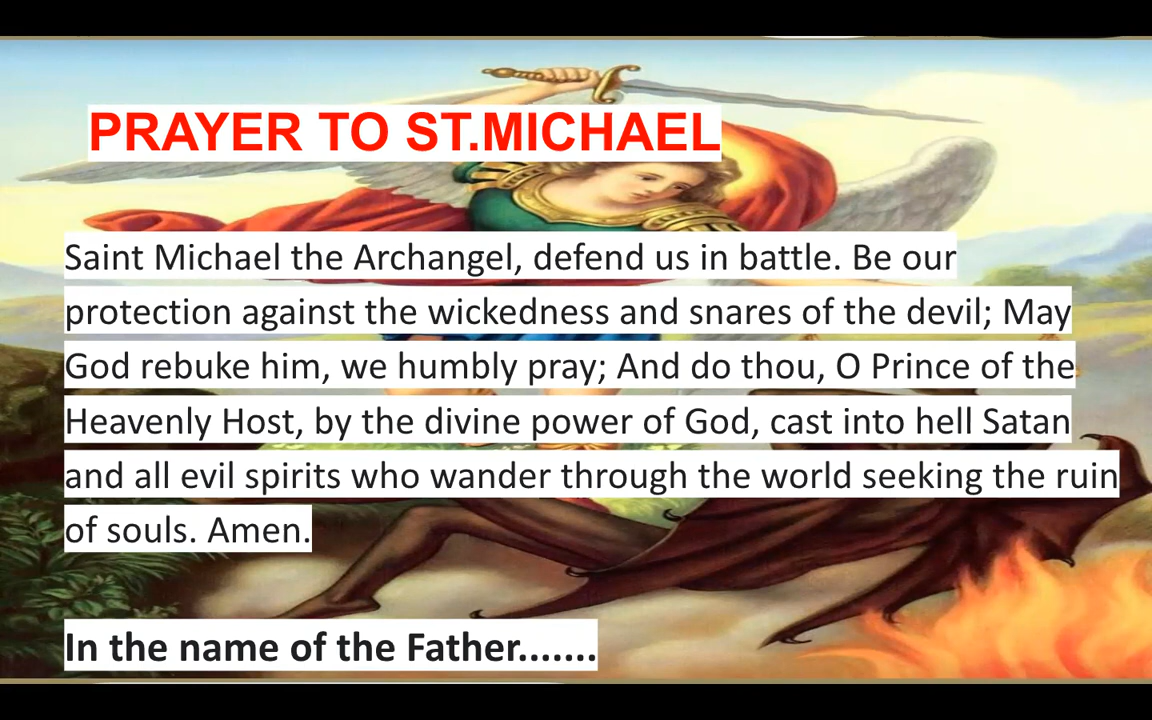 PRAYER TO ST.MICHAEL
Saint Michael the Archangel, defend us in battle. Be our
protection against the wickedness and snares of the devil; May
God rebuke him, we humbly pray; And do thou, O Prince of the
Heavenly Host, by the divine power of God, cast into hell Satan
and all evil spirits who wander through the world seeking the ruin
of souls. Amen.
In the name of the Father.......